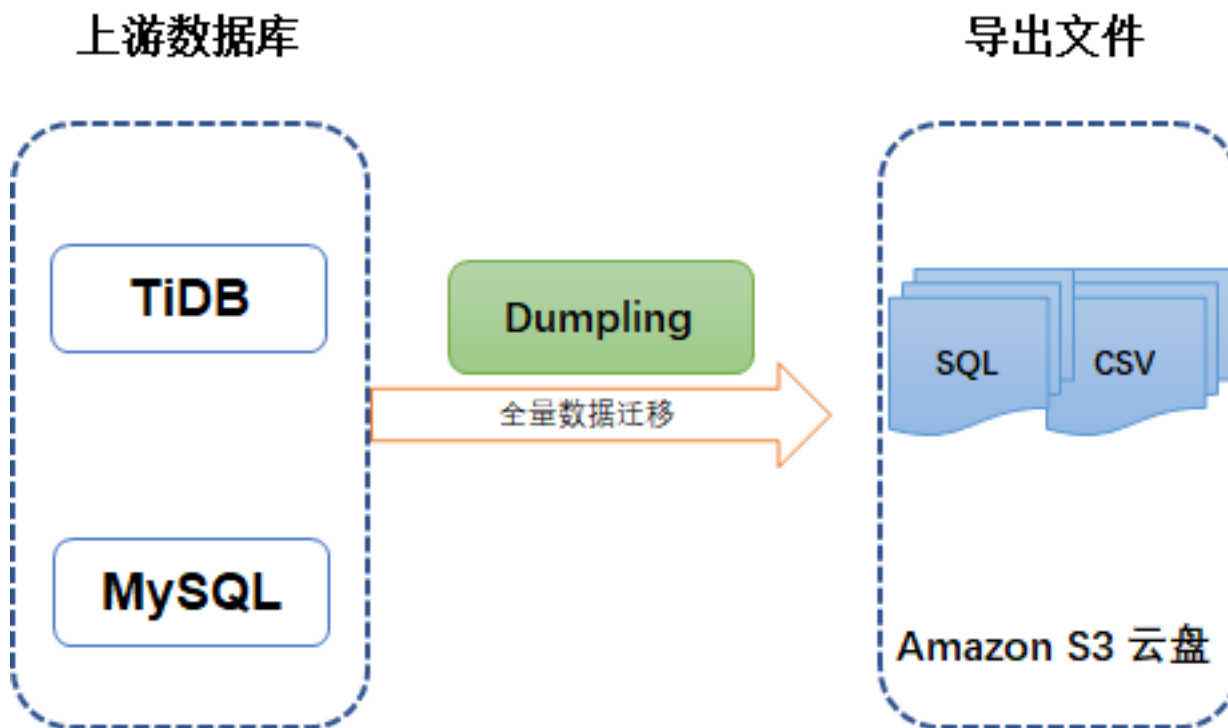 上游数据库
导出文件
TiDB
Dumpling
全量数据迁移
SQL
CSV
MySQL
Amazon S3 云盘